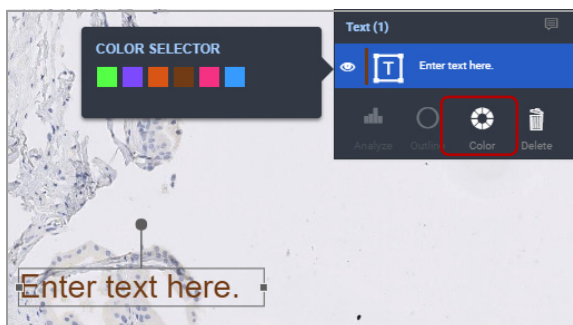 COLOR SELECTOR
Text (1)
T
Enter text here.
Analyze
Outline
Color
Delete
Enter text here.